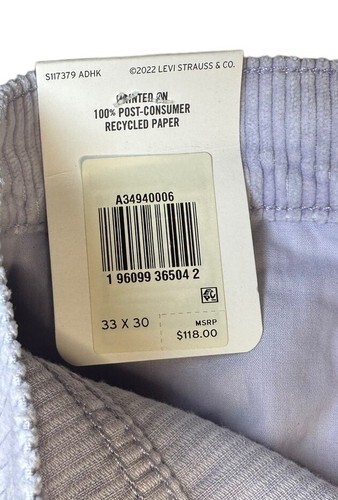 S117379 ADHK ©2022 LEVI STRAUSS & CO.
PRINTED ON
100% POST-CONSUMER
RECYCLED PAPER
A34940006
1 96099 36504 2
33 X 30
MSRP
$118.00